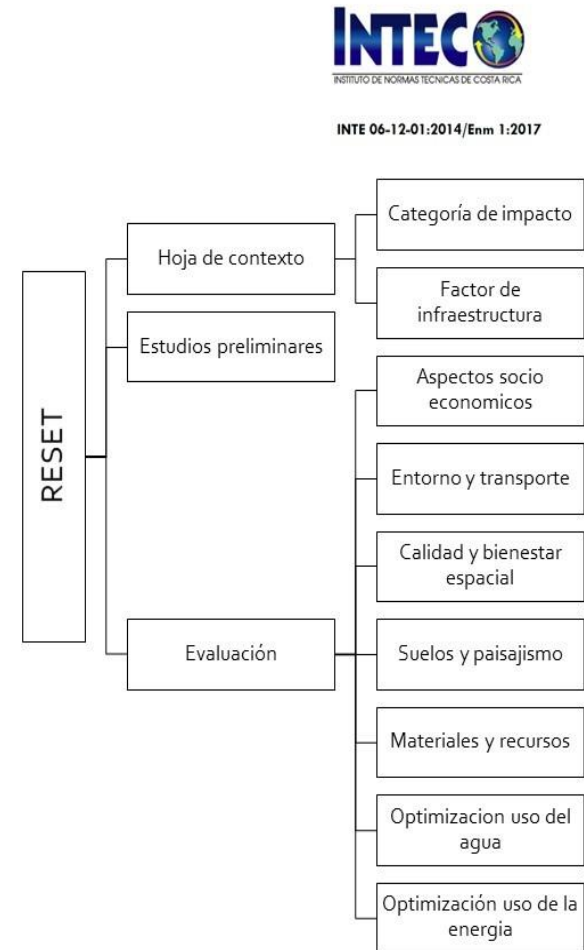 INTECO
INSTITUTO DE NORMAS TECNICAS DE COSTA RICA
INTE 06-12-01:2014/Enm 1:2017
RESET
Hoja de contexto
Categoría de impacto
Factor de
infraestructura
Estudios preliminares
Evaluación
Aspectos socio
economicos
Entorno y transporte
Calidad y bienestar
espacial
Suelos y paisajismo
Materiales y recursos
Optimizacion uso del
agua
Optimización uso de la
energia